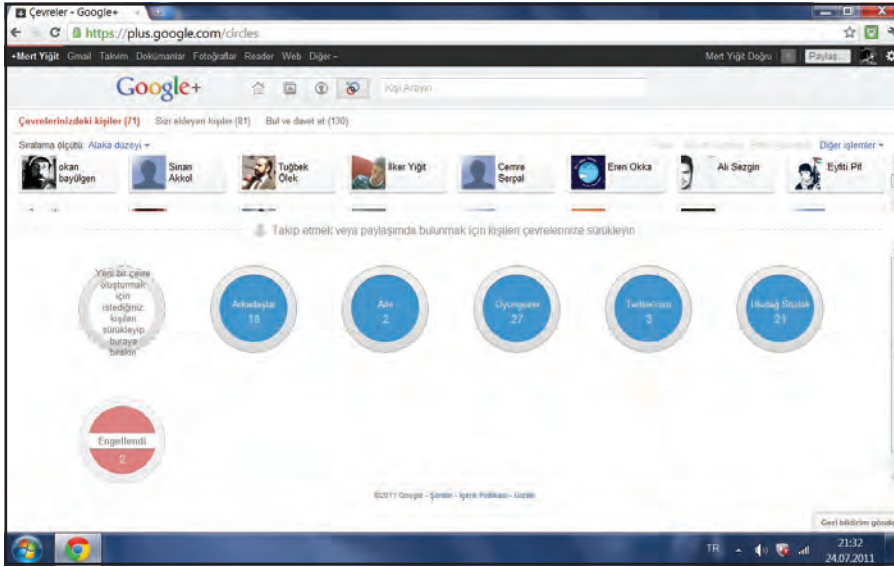 Çevreler - Google+
https://plus.google.com/circles
+Mert Yiğit Gmail Takvim Dokümanlar Fotoğraflar Reader Web Diğer
Mert Yiğit Doğru Paylaş...
Google+
Kişi Arayın
Çevrelerinizdeki kişiler (71) Sizi ekleyen kişiler (81) Bul ve davet et (130)
Sıralama ölçütü: Alaka düzeyi
Diğer işlemler
okan bayülgen
Sinan Akkol
Tuğbek Ölek
İlker Yiğit
Cemre Serpal
Eren Okka
Ali Sezgin
Eyfiti Pif
Takip etmek veya paylaşımda bulunmak için kişileri çevrelerinize sürükleyin
Yeni bir çevre
oluşturmak
için
istediğiniz
kişileri
sürükleyip
buraya
bırakın
Arkadaşlar
18
Aile
2
Oyungezer
27
3
Uludağ Sözlük
21
Engellendi
2
©2011 Google - Şartlar - İçerik Politikası - Gizlilik
Geri bildirim gönde
TR
21:32
24.07.2011